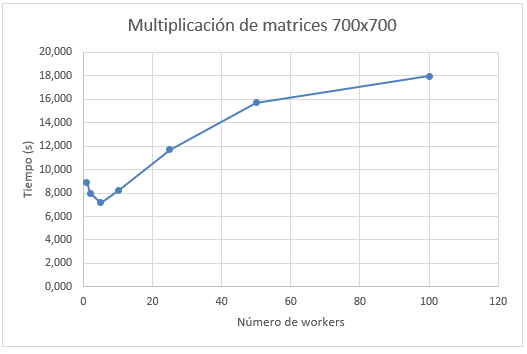 Multiplicación de matrices 700x700
20,000
18,000
16,000
14,000
12,000
10,000
8,000
6,000
4,000
2,000
0,000
Tiempo (s)
0 20 40 60 80 100 120
Número de workers